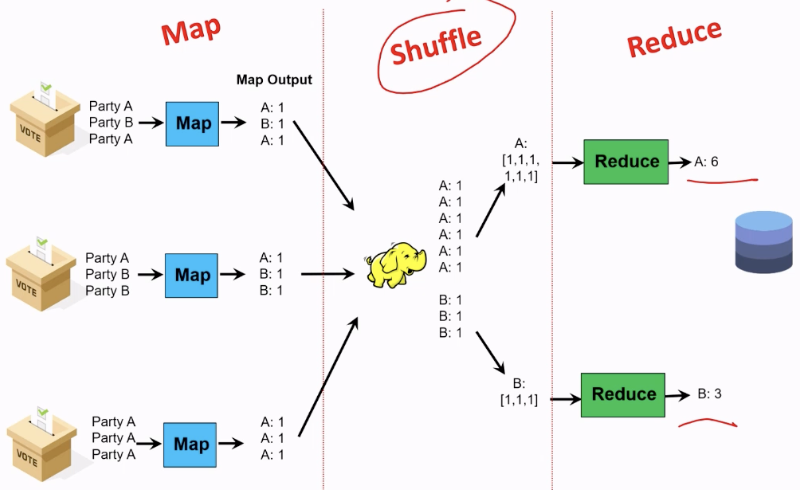 Map
Shuffle
Reduce
Map Output
VOTE
Party A
Party B
Party A
Map
A: 1
B: 1
A: 1
VOTE
Party A
Party B
Party B
Map
A: 1
B: 1
B: 1
VOTE
Party A
Party A
Party A
Map
A: 1
A: 1
A: 1
A: 1
A: 1
A: 1
A: 1
A: 1
A: 1
B: 1
B: 1
B: 1
A:
[1,1,1,
1,1,1]
Reduce
A: 6
B:
[1,1,1]
Reduce
B: 3